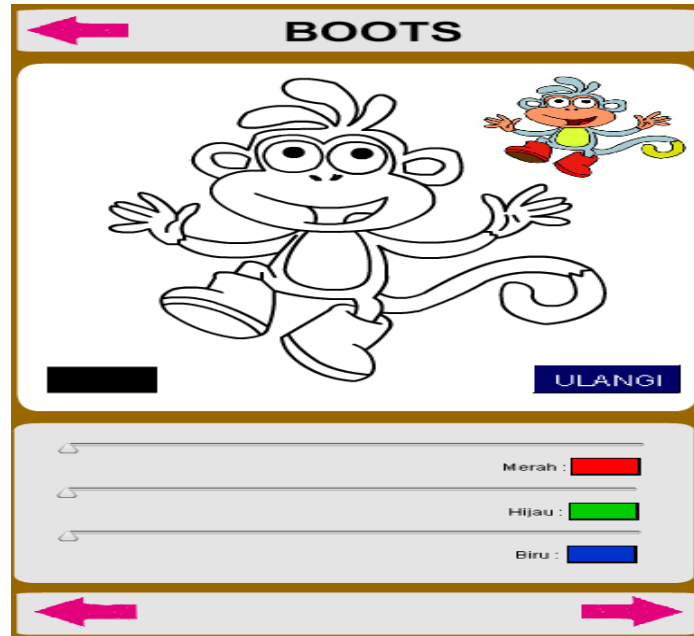 BOOTS
ULANGI
Merah :
Hijau :
Biru :